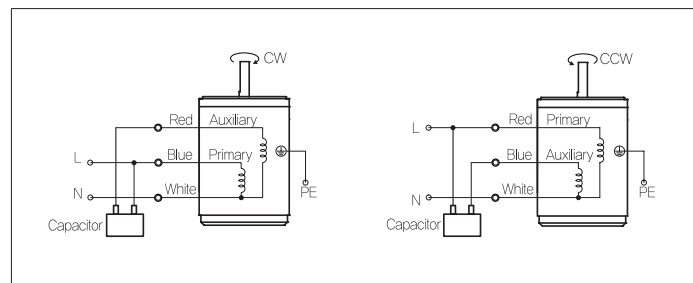 CW
Red Auxiliary
L
Blue Primary
N
White
PE
Capacitor
CCW
L
Red Primary
Blue Auxiliary
N
White
PE
Capacitor